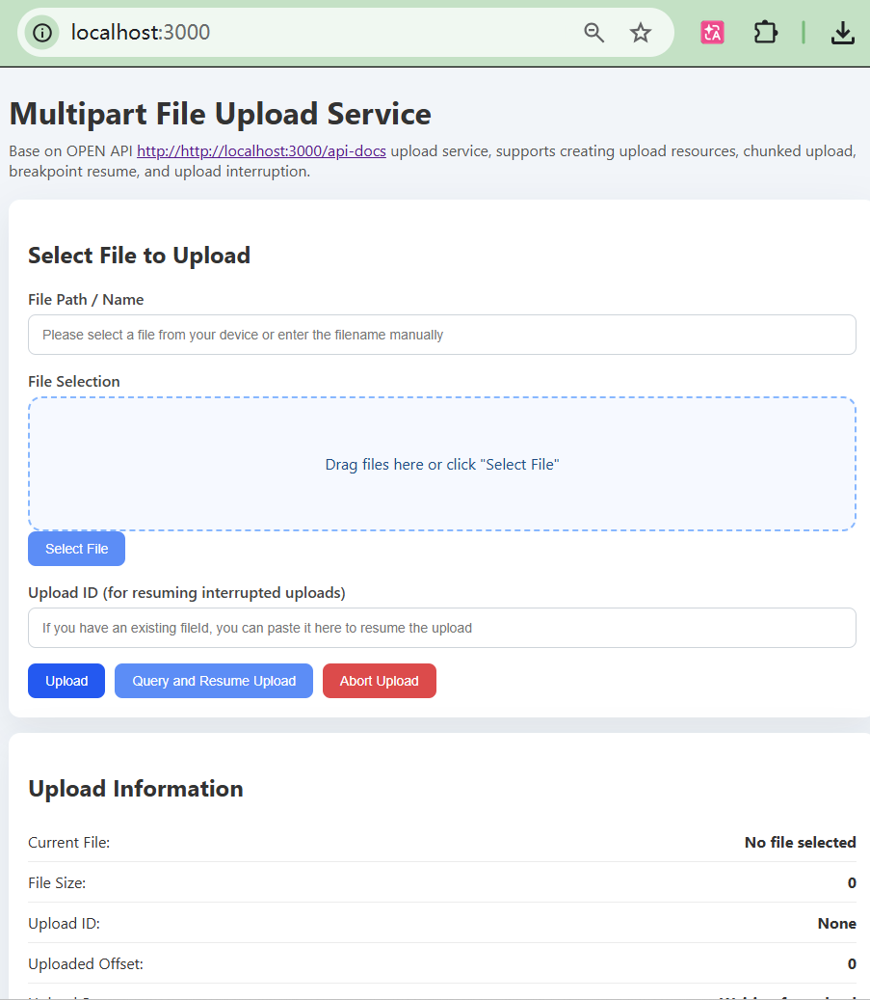 localhost:3000
Multipart File Upload Service
Base on OPEN API http://http://localhost:3000/api-docs upload service, supports creating upload resources, chunked upload,
breakpoint resume, and upload interruption.
Select File to Upload
File Path / Name
Please select a file from your device or enter the filename manually
File Selection
Drag files here or click "Select File"
Select File
Upload ID (for resuming interrupted uploads)
If you have an existing fileId, you can paste it here to resume the upload
Upload Query and Resume Upload Abort Upload
Upload Information
Current File: No file selected
File Size: 0
Upload ID: None
Uploaded Offset: 0